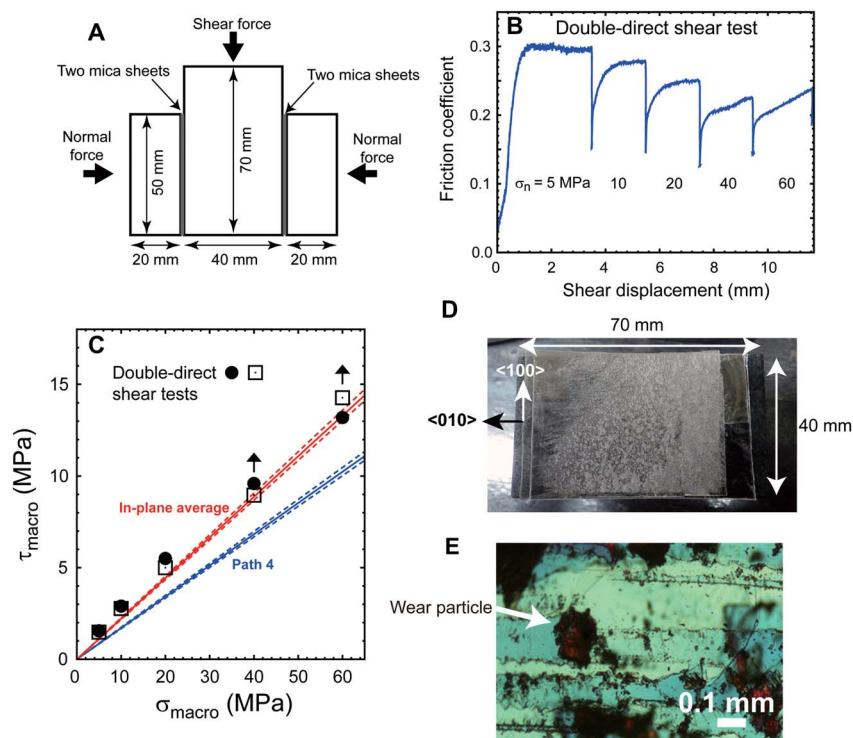 A
Shear force
Two mica sheets
Two mica sheets
Normal force
Normal force
50 mm
70 mm
20 mm
40 mm
20 mm
B
Double-direct shear test
Friction coefficient
0.3
0.2
0.1
0.0
σn = 5 MPa
10
20
40
60
0
2
4
6
8
10
Shear displacement (mm)
C
Double-direct
shear tests
τmacro (MPa)
15
10
5
0
In-plane average
Path 4
0
10
20
30
40
50
60
σmacro (MPa)
D
70 mm
<100>
<010>
40 mm
E
Wear particle
0.1 mm